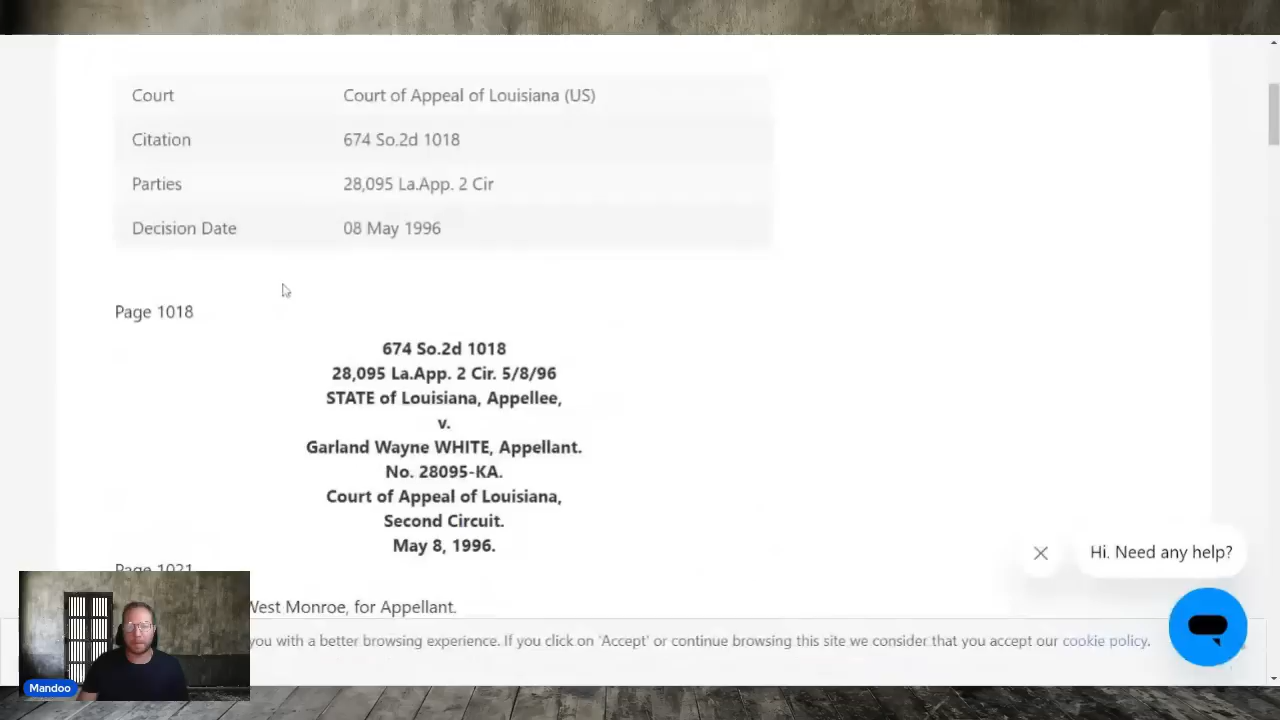 Court Court of Appeal of Louisiana (US)
Citation 674 So.2d 1018
Parties 28,095 La.App. 2 Cir
Decision Date 08 May 1996
Page 1018
674 So.2d 1018
28,095 La.App. 2 Cir. 5/8/96
STATE of Louisiana, Appellee,
v.
Garland Wayne WHITE, Appellant.
No. 28095-KA.
Court of Appeal of Louisiana,
Second Circuit.
May 8, 1996.
Page 1021
West Monroe, for Appellant.
Hi. Need any help?
you with a better browsing experience. If you click on 'Accept' or continue browsing this site we consider that you accept our cookie policy.
Mandoo